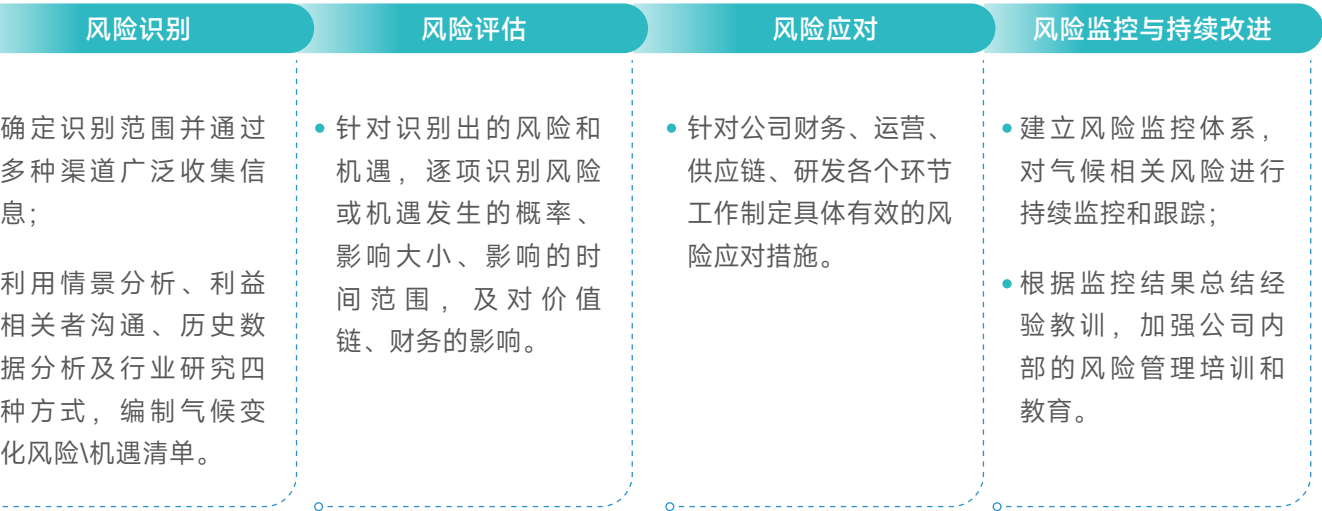 风险识别
确定识别范围并通过
多种渠道广泛收集信
息；
利用情景分析、利益
相关者沟通、历史数
据分析及行业研究四
种方式，编制气候变
化风险\机遇清单。
风险评估
针对识别出的风险和
机遇，逐项识别风险
或机遇发生的概率、
影响大小、影响的时
间范围，及对价值
链、财务的影响。
风险应对
针对公司财务、运营、
供应链、研发各个环节
工作制定具体有效的风
险应对措施。
风险监控与持续改进
建立风险监控体系，
对气候相关风险进行
持续监控和跟踪；
根据监控结果总结经
验教训，加强公司内
部的风险管理培训和
教育。